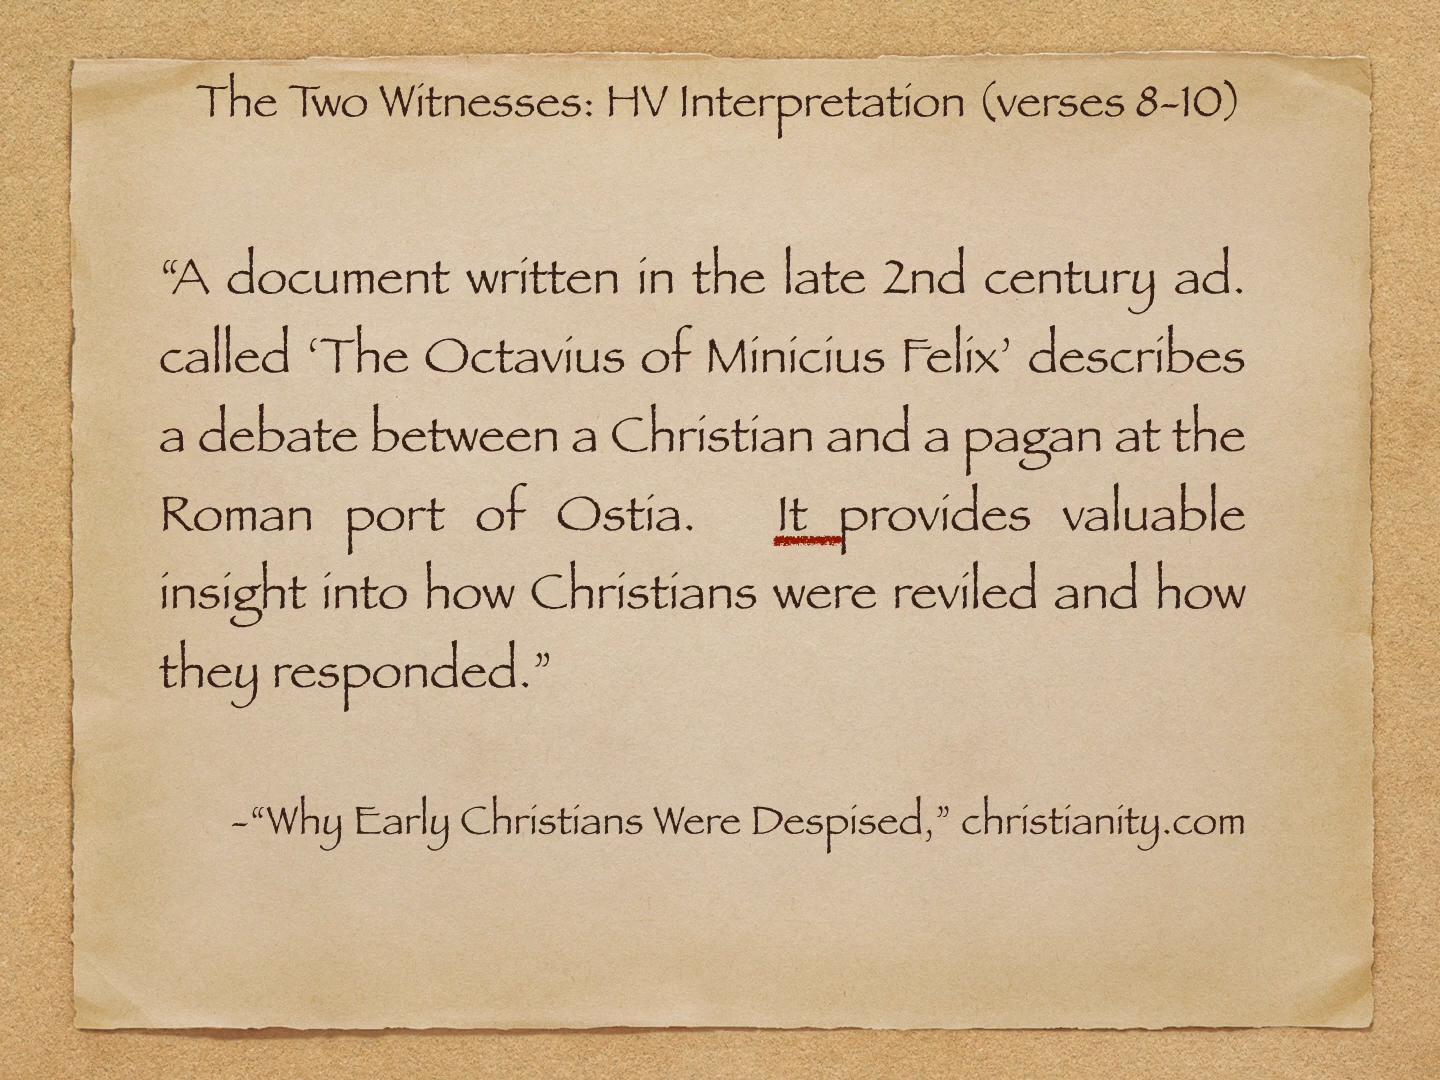 The Two Witnesses: HV Interpretation (verses 8-10)
“A document written in the late 2nd century ad.
called ‘The Octavius of Minicius Felix’ describes
a debate between a Christian and a pagan at the
Roman port of Ostia. It provides valuable
insight into how Christians were reviled and how
they responded.”
-“Why Early Christians Were Despised,” christianity.com